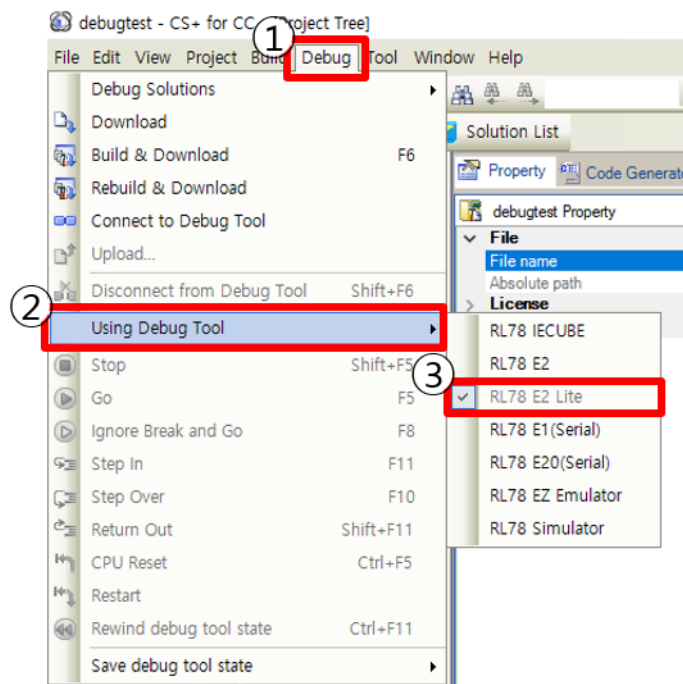 debugtest - CS+ for CC - [Project Tree]
①
File Edit View Project Build Debug Tool Window Help
Debug Solutions
Download
Build & Download F6
Rebuild & Download
Connect to Debug Tool
Upload...
Disconnect from Debug Tool Shift+F6
②
Using Debug Tool
Stop Shift+F5
Go F5
Ignore Break and Go F8
Step In F11
Step Over F10
Return Out Shift+F11
CPU Reset Ctrl+F5
Restart
Rewind debug tool state Ctrl+F11
Save debug tool state
Solution List
Property Code Generat
debugtest Property
File
File name
Absolute path
License
RL78 IECUBE
RL78 E2
③
RL78 E2 Lite
RL78 E1(Serial)
RL78 E20(Serial)
RL78 EZ Emulator
RL78 Simulator